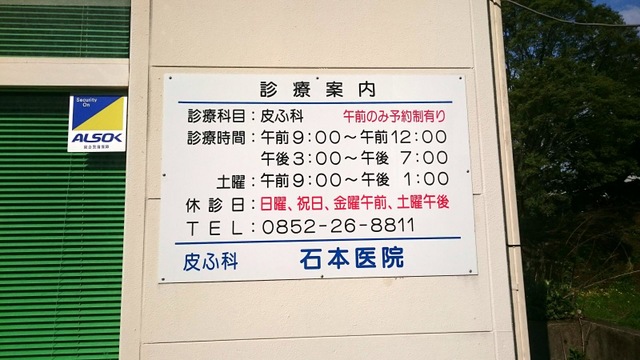 Security
On
ALSOK
診療案内
診療科目：皮ふ科 午前のみ予約制有り
診療時間：午前9：00～午前12：00
午後3：00～午後 7：00
土曜：午前9：00～午後 1：00
休診日：日曜、祝日、金曜午前、土曜午後
TEL：0852-26-8811
皮ふ科 石本医院